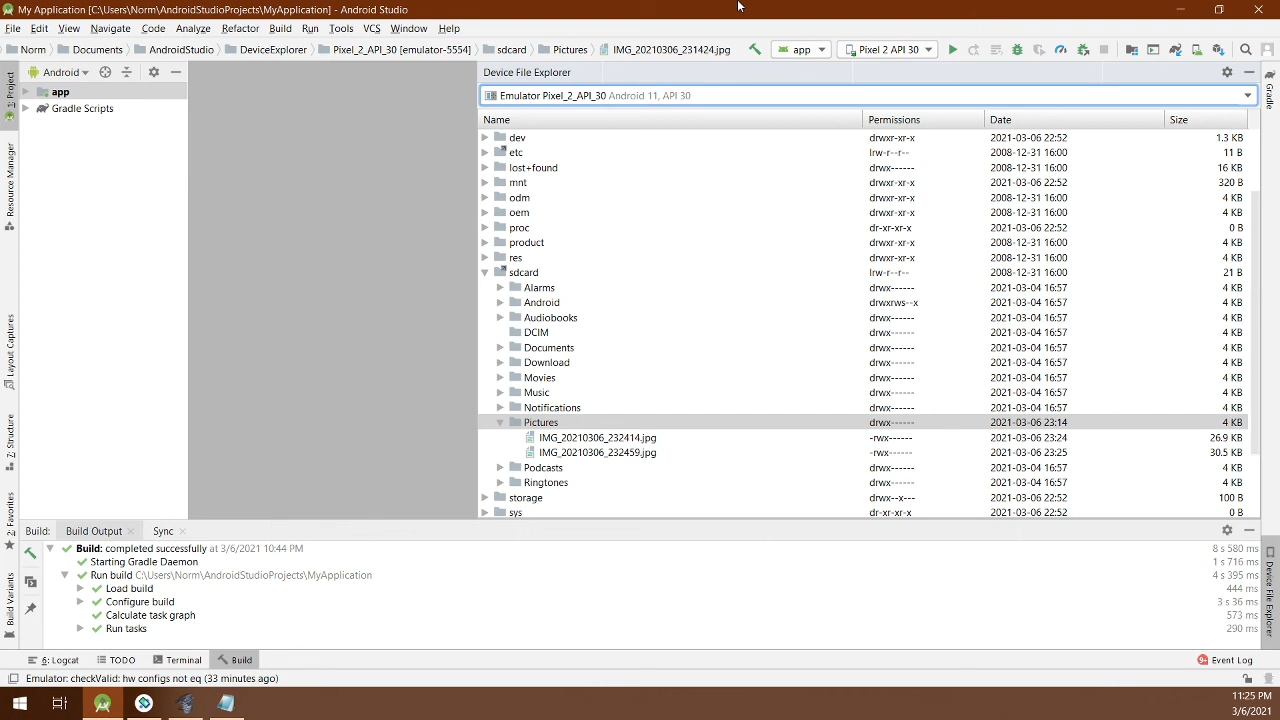 My Application [C:\Users\Norm\AndroidStudioProjects\MyApplication] - Android Studio
File Edit View Navigate Code Analyze Refactor Build Run Tools VCS Window Help
Norm Documents AndroidStudio DeviceExplorer Pixel_2_API_30 [emulator-5554] sdcard Pictures IMG_20210306_231424.jpg app Pixel 2 API 30
1: Project
Resource Manager
Layout Captures
Z: Structure
2: Favorites
Build Variants
Android
app
Gradle Scripts
Device File Explorer
Emulator Pixel_2_API_30 Android 11, API 30
Name Permissions Date Size
dev drwxr-xr-x 2021-03-06 22:52 1.3 KB
etc lrw-r--r-- 2008-12-31 16:00 11 B
lost+found drwx------ 2008-12-31 16:00 16 KB
mnt drwxr-xr-x 2021-03-06 22:52 320 B
odm drwxr-xr-x 2008-12-31 16:00 4 KB
oem drwxr-xr-x 2008-12-31 16:00 4 KB
proc dr-xr-xr-x 2021-03-06 22:52 0 B
product drwxr-xr-x 2008-12-31 16:00 4 KB
res drwxr-xr-x 2008-12-31 16:00 4 KB
sdcard lrw-r--r-- 2008-12-31 16:00 21 B
Alarms drwx------ 2021-03-04 16:57 4 KB
Android drwxrws--x 2021-03-04 16:57 4 KB
Audiobooks drwx------ 2021-03-04 16:57 4 KB
DCIM drwx------ 2021-03-04 16:57 4 KB
Documents drwx------ 2021-03-04 16:57 4 KB
Download drwx------ 2021-03-04 16:57 4 KB
Movies drwx------ 2021-03-04 16:57 4 KB
Music drwx------ 2021-03-04 16:57 4 KB
Notifications drwx------ 2021-03-04 16:57 4 KB
Pictures drwx------ 2021-03-06 23:14 4 KB
IMG_20210306_232414.jpg -rwx------ 2021-03-06 23:24 26.9 KB
IMG_20210306_232459.jpg -rwx------ 2021-03-06 23:25 30.5 KB
Podcasts drwx------ 2021-03-04 16:57 4 KB
Ringtones drwx------ 2021-03-04 16:57 4 KB
storage drwx--x--- 2021-03-06 22:52 100 B
sys dr-xr-xr-x 2021-03-06 22:52 0 B
Gradle
Device File Explorer
Build: Build Output Sync
Build: completed successfully at 3/6/2021 10:44 PM 8 s 580 ms
Starting Gradle Daemon 1 s 716 ms
Run build C:\Users\Norm\AndroidStudioProjects\MyApplication 4 s 395 ms
Load build 444 ms
Configure build 3 s 36 ms
Calculate task graph 573 ms
Run tasks 290 ms
6: Logcat TODO Terminal Build 9+ Event Log
Emulator: checkValid: hw configs not eq (33 minutes ago)
11:25 PM
3/6/2021